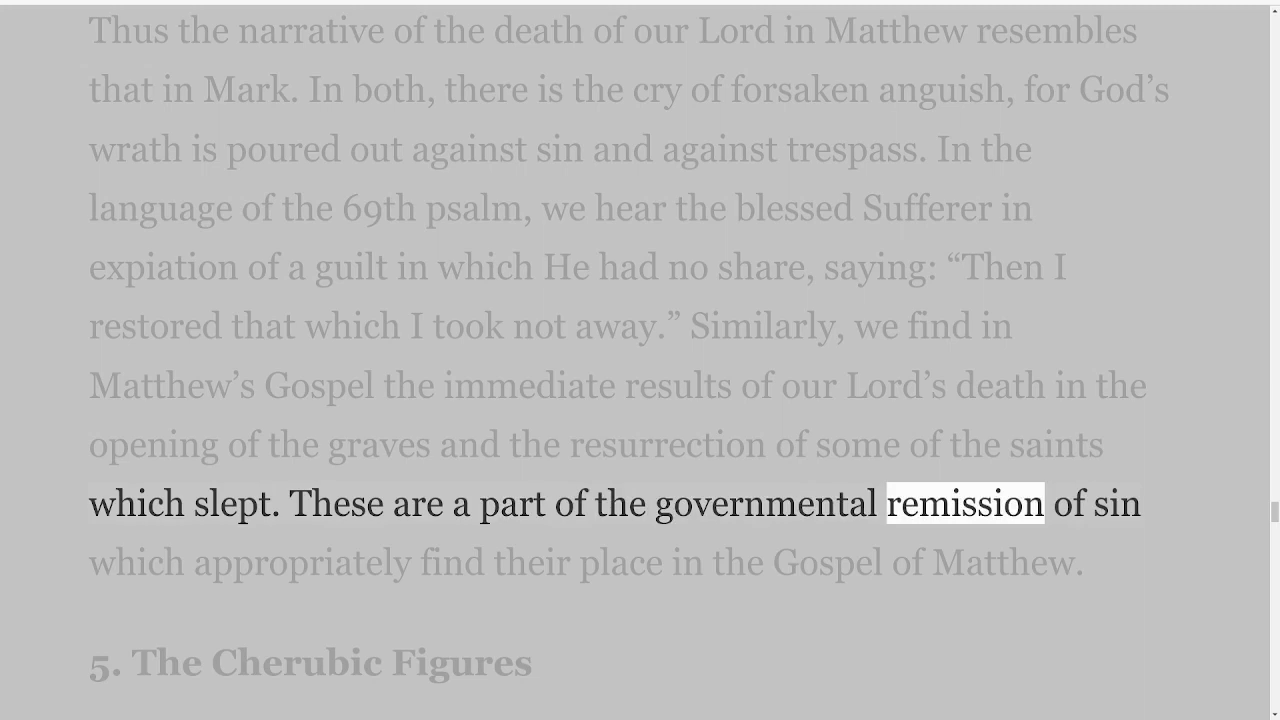 Thus the narrative of the death of our Lord in Matthew resembles
that in Mark. In both, there is the cry of forsaken anguish, for God’s
wrath is poured out against sin and against trespass. In the
language of the 69th psalm, we hear the blessed Sufferer in
expiation of a guilt in which He had no share, saying: “Then I
restored that which I took not away.” Similarly, we find in
Matthew’s Gospel the immediate results of our Lord’s death in the
opening of the graves and the resurrection of some of the saints
which slept. These are a part of the governmental remission of sin
which appropriately find their place in the Gospel of Matthew.
5. The Cherubic Figures